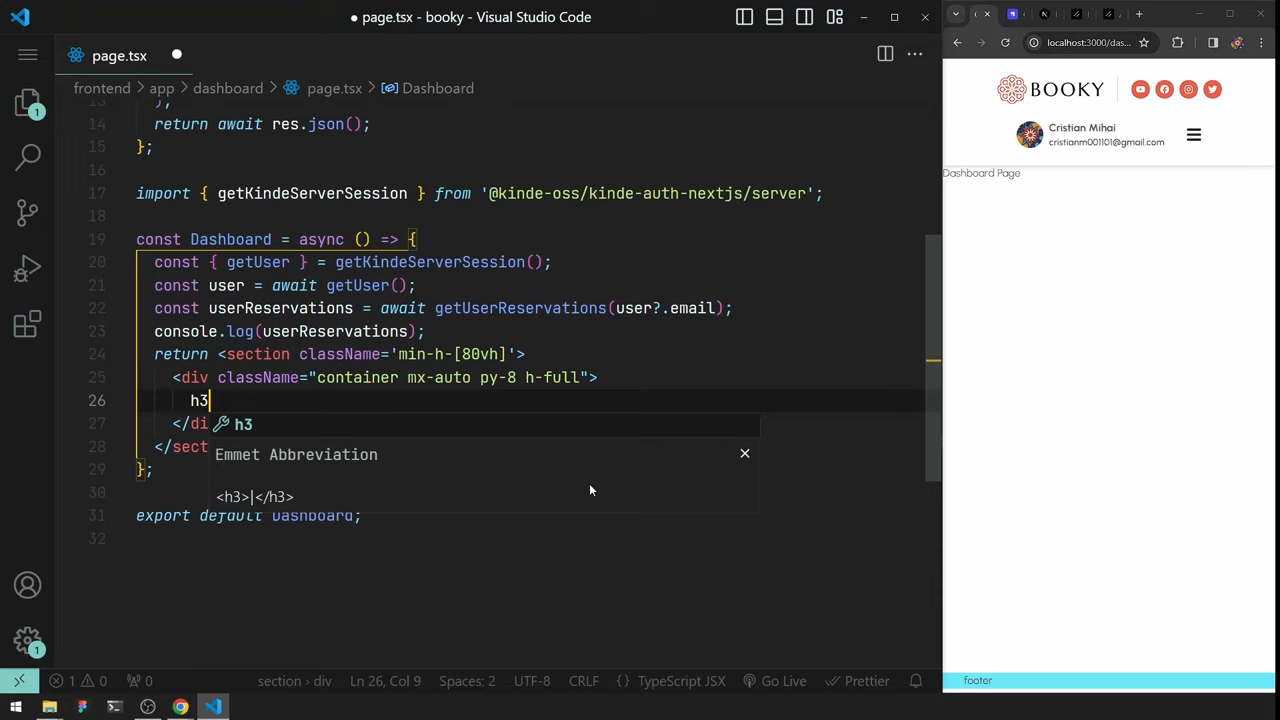 page.tsx - booky - Visual Studio Code
page.tsx
frontend app dashboard page.tsx Dashboard
13 );
14 return await res.json();
15 };
16
17 import { getKindeServerSession } from '@kinde-oss/kinde-auth-nextjs/server';
18
19 const Dashboard = async () => {
20 const { getUser } = getKindeServerSession();
21 const user = await getUser();
22 const userReservations = await getUserReservations(user?.email);
23 console.log(userReservations);
24 return <section className='min-h-[80vh]'>
25 <div className="container mx-auto py-8 h-full">
26 h3
27 </di
h3
28 </sect
Emmet Abbreviation
29 };
30
<h3>|</h3>
31 export default Dashboard;
32
1
1
1 0 0 section › div Ln 26, Col 9 Spaces: 2 UTF-8 CRLF {} TypeScript JSX Go Live Prettier
localhost:3000/das...
BOOKY
Cristian Mihai
cristianm001101@gmail.com
Dashboard Page
footer